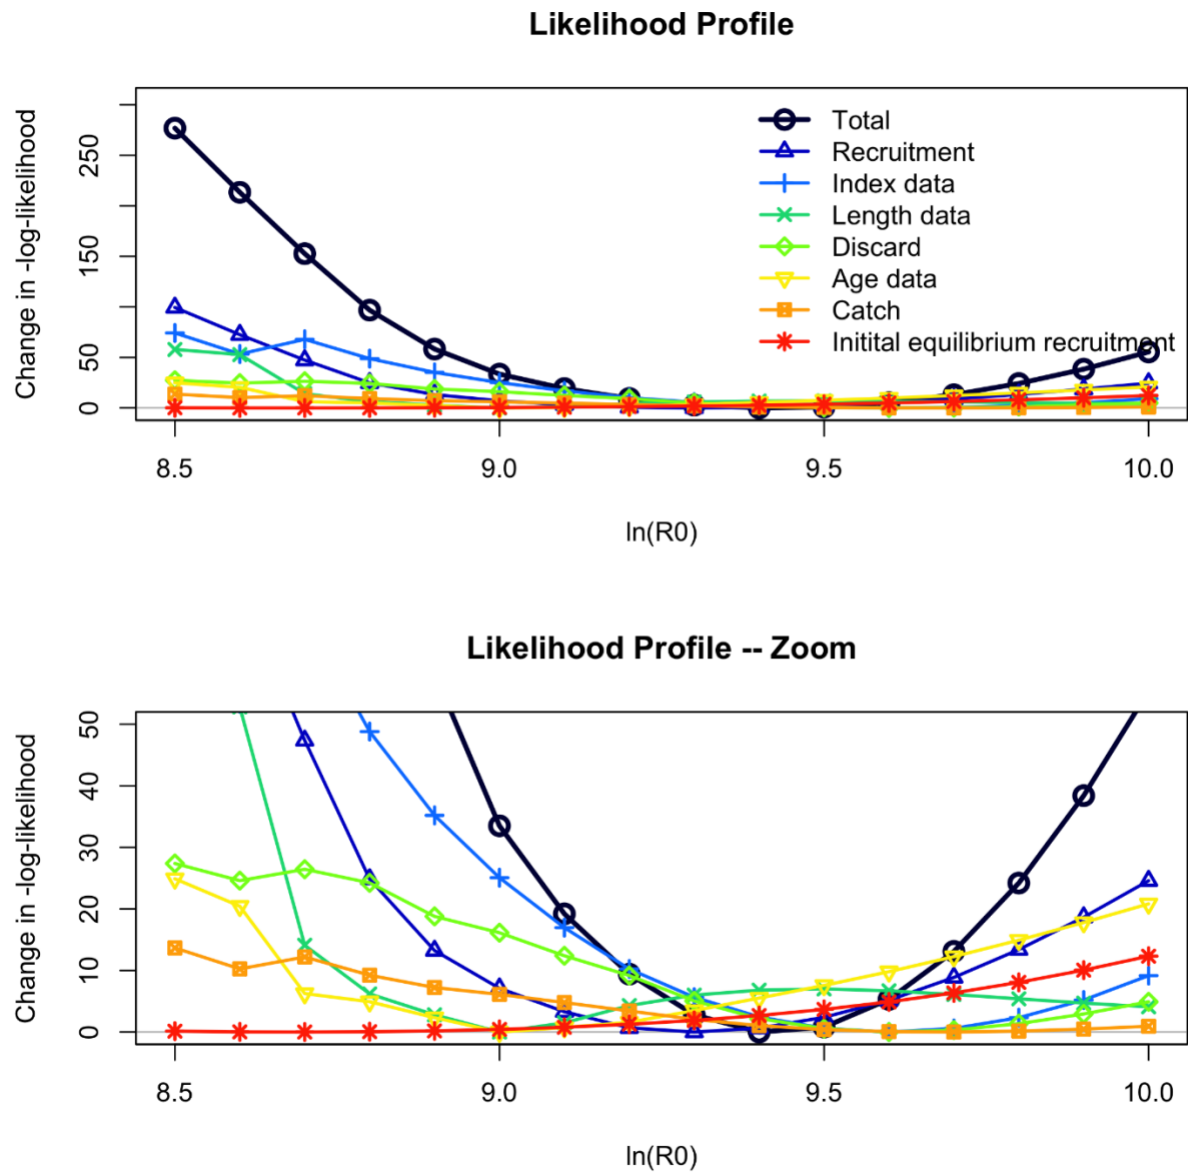 Likelihood Profile
Change in -log-likelihood
250
150
50
0
Total
Recruitment
Index data
Length data
Discard
Age data
Catch
Initital equilibrium recruitment
8.5 9.0 9.5 10.0
ln(R0)
Likelihood Profile -- Zoom
Change in -log-likelihood
50
40
30
20
10
0
8.5 9.0 9.5 10.0
ln(R0)